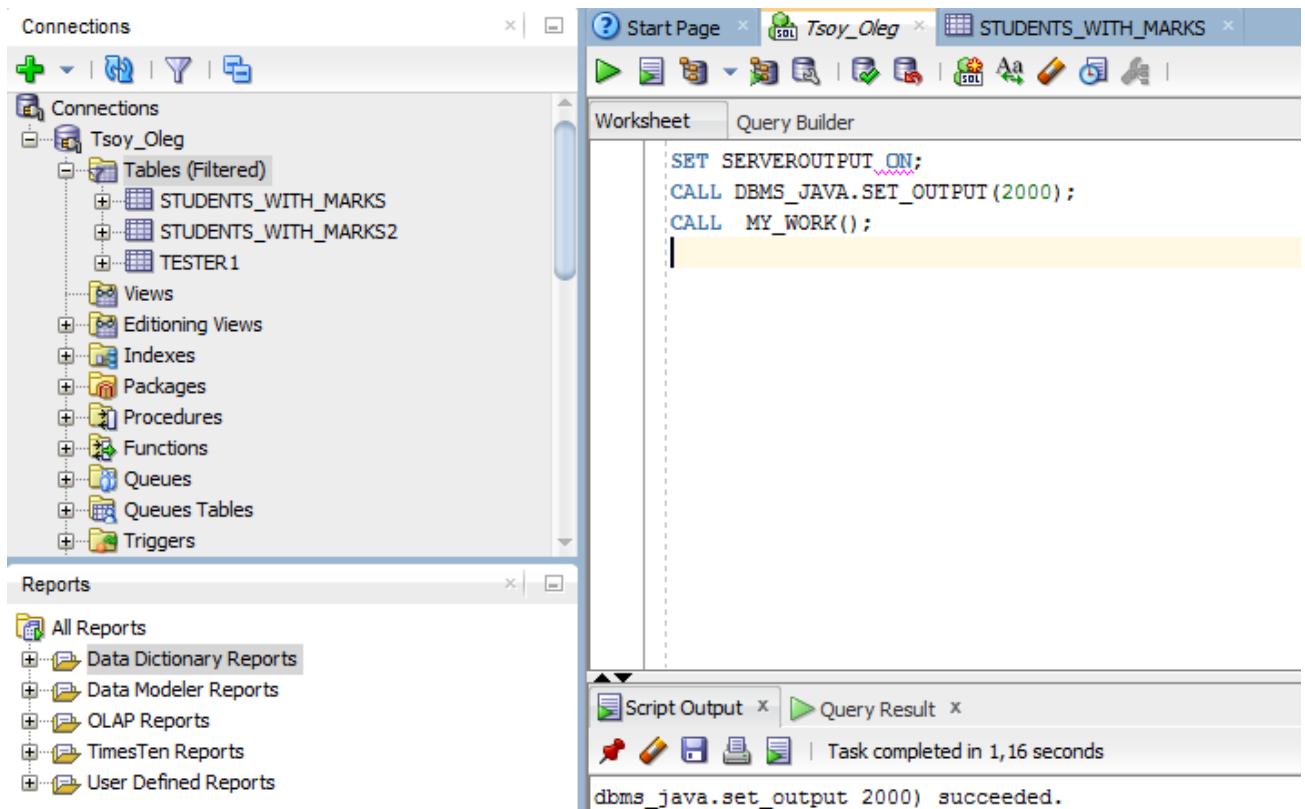 Connections
Connections
Tsoy_Oleg
Tables (Filtered)
STUDENTS_WITH_MARKS
STUDENTS_WITH_MARKS2
TESTER1
Views
Editioning Views
Indexes
Packages
Procedures
Functions
Queues
Queues Tables
Triggers
Reports
All Reports
Data Dictionary Reports
Data Modeler Reports
OLAP Reports
TimesTen Reports
User Defined Reports
Start Page
Tsoy_Oleg
STUDENTS_WITH_MARKS
Worksheet
Query Builder
SET SERVEROUTPUT ON;
CALL DBMS_JAVA.SET_OUTPUT(2000);
CALL MY_WORK();
Script Output
Query Result
Task completed in 1,16 seconds
dbms_java.set_output 2000) succeeded.